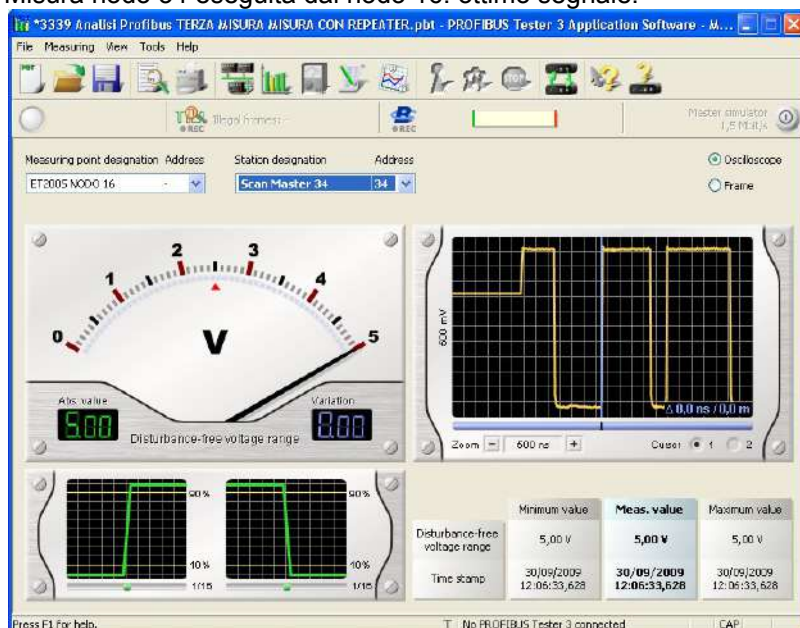 Misura nodo 34 eseguita dal nodo 16: ottimo segnale.
*3339 Analisi Profibus TERZA MISURA MISURA CON REPEATER.pbt - PROFIBUS Tester 3 Application Software - M...
File Measuring View Tools Help
REC
Illegal frames: -
REC
Master simulator
1,5 Mbit/s
Measuring point designation Address Station designation Address
ET200S NODO 16 - Scan Master 34 34
Oscilloscope
Frame
0 1 2 3 4 5
V
Abs. value
5.00
Disturbance-free voltage range
Variation
0.00
600 mV
Δ 0,0 ns / 0,0 m
Zoom - 600 ns + Cursor 1 2
90% 90%
10% 10%
1/16 1/16
Minimum value Meas. value Maximum value
Disturbance-free voltage range 5,00 V 5,00 V 5,00 V
Time stamp 30/09/2009 12:06:33,628 30/09/2009 12:06:33,628 30/09/2009 12:06:33,628
Press F1 for help. T No PROFIBUS Tester 3 connected CAP